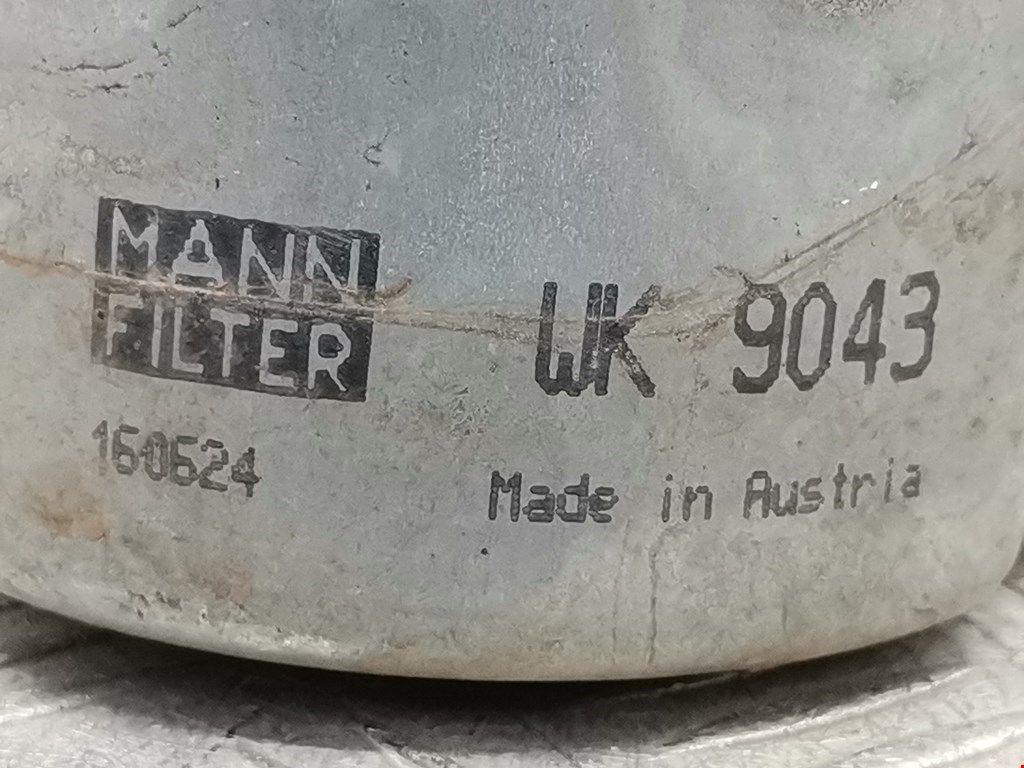 MANN
FILTER
WK 9043
160624
Made in Austria